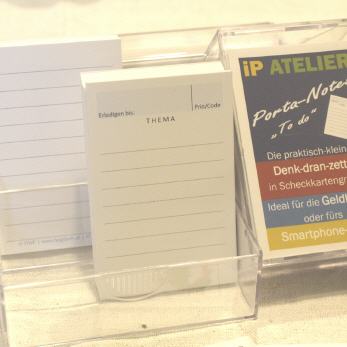 Erledigen bis:
Prio/Code
THEMA
iP ATELIER
Porta-Notes
"To do"
Die praktisch-klein
Denk-dran-zett
in Scheckkartengr
Ideal für die Geld
oder fürs
Smartphone-